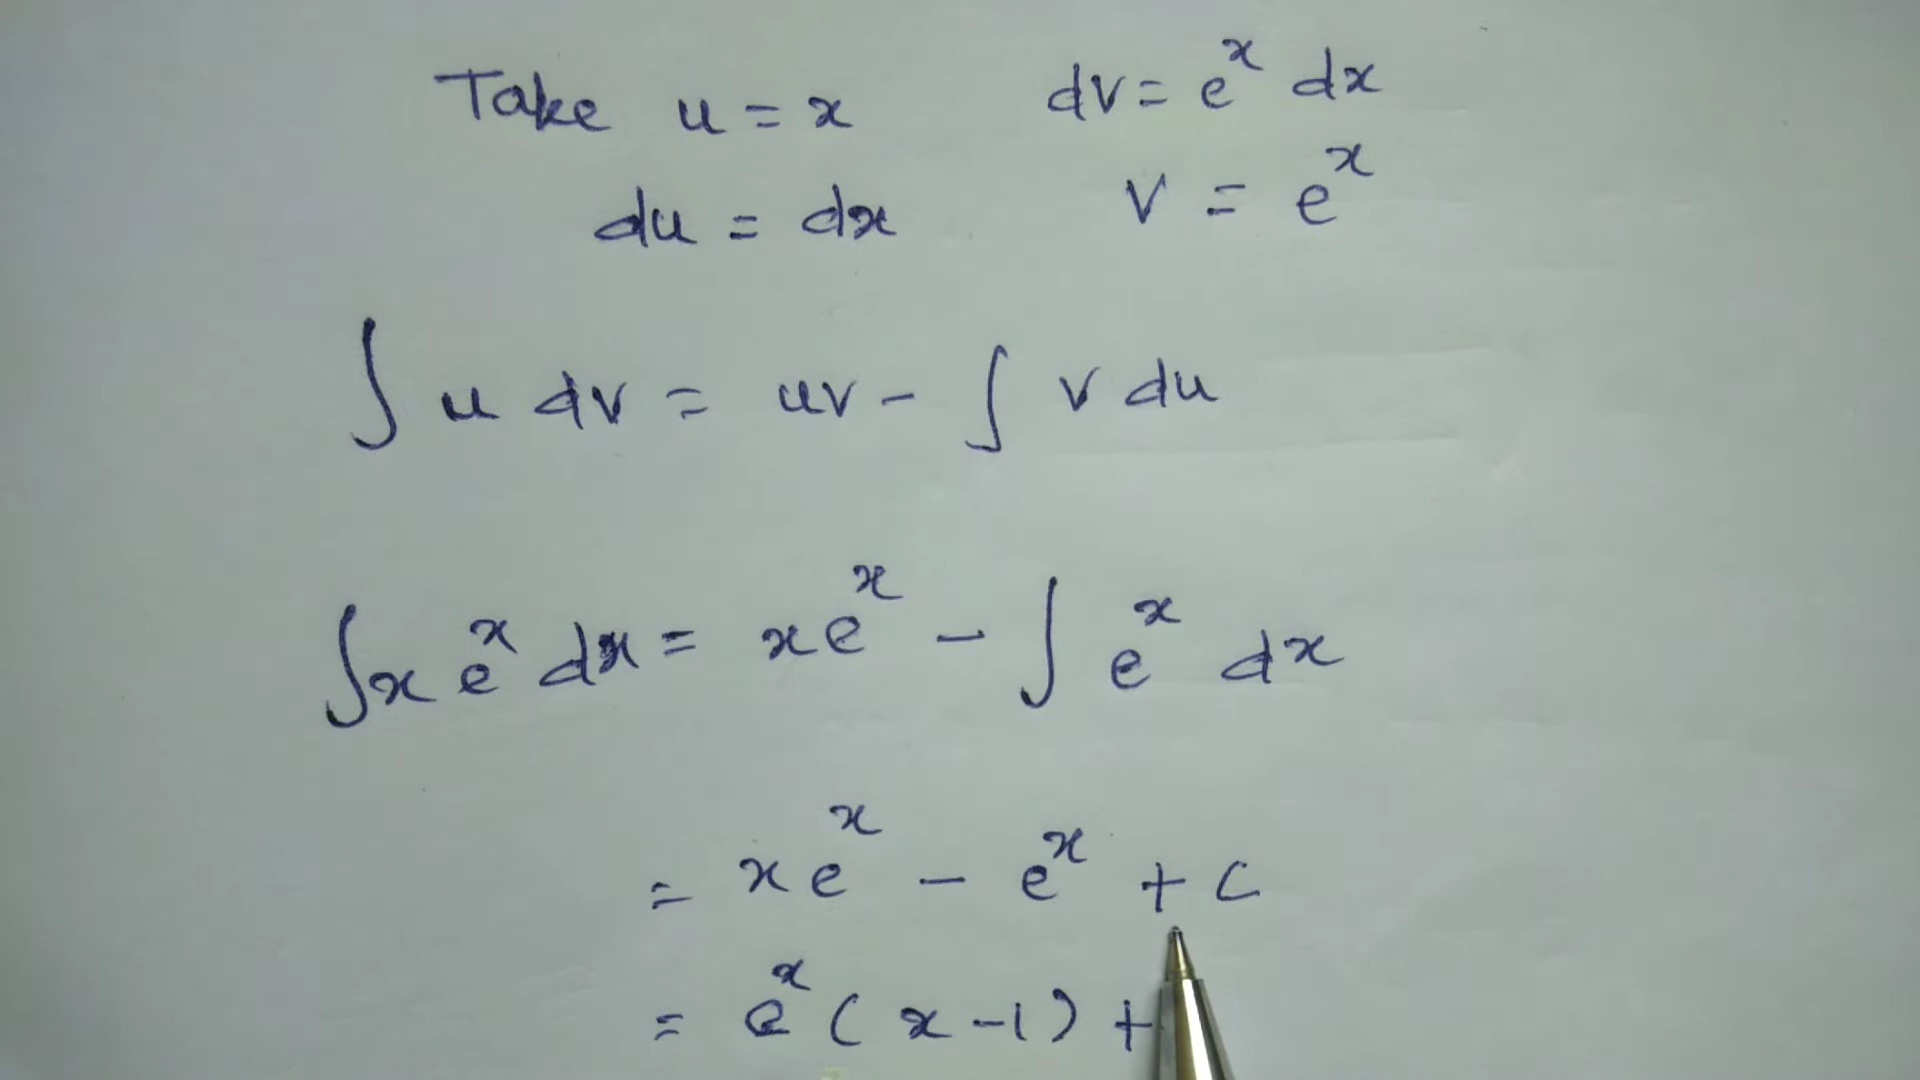 Take u = x dv = e^x dx
du = dx v = e^x
∫ u dv = uv - ∫ v du
∫ x e^x dx = x e^x - ∫ e^x dx
= x e^x - e^x + c
= e^x ( x - 1 ) +